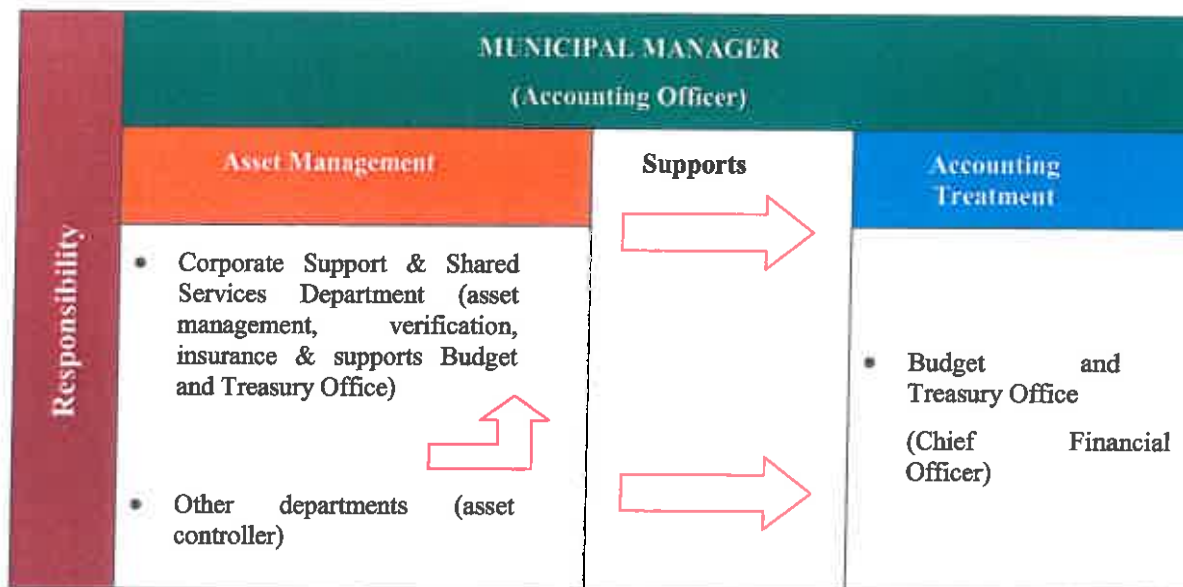 MUNICIPAL MANAGER
(Accounting Officer)
Responsibility
Asset Management
Supports
Accounting
Treatment
• Corporate Support & Shared
Services Department (asset
management, verification,
insurance & supports Budget
and Treasury Office)
• Other departments (asset
controller)
• Budget and
Treasury Office
(Chief Financial
Officer)